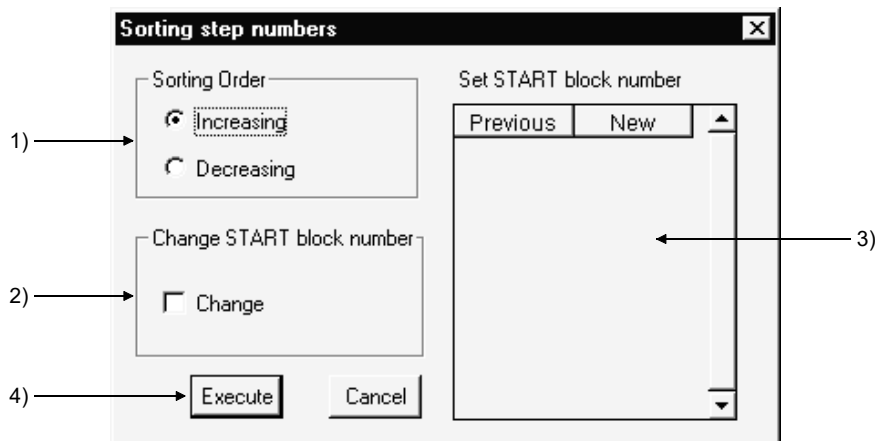 Sorting step numbers
Sorting Order
Increasing
Decreasing
1)
Change START block number
Change
2)
Execute
Cancel
4)
Set START block number
Previous New
3)